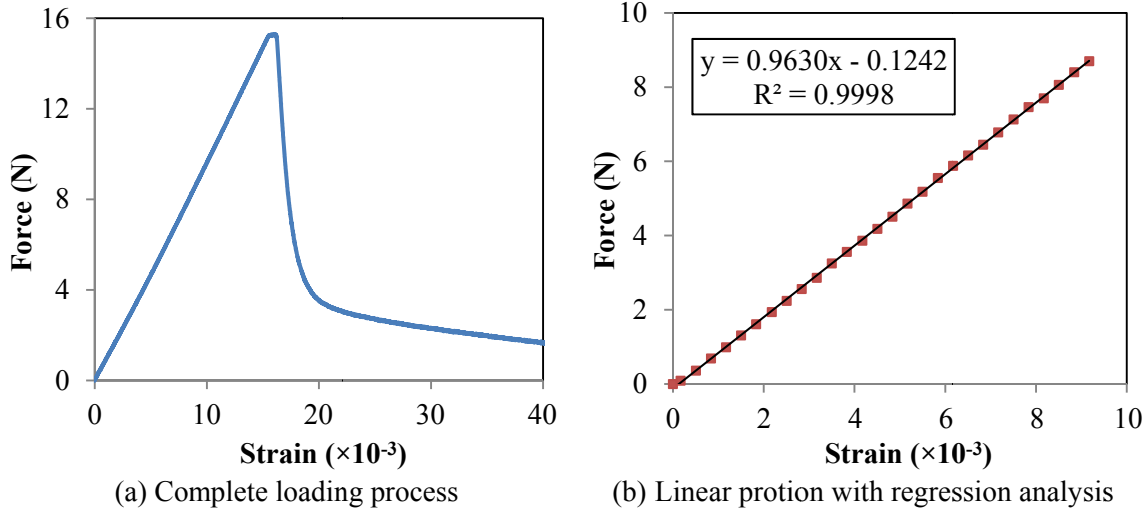 16
12
8
4
0
Force (N)
0
10
20
30
40
Strain (×10⁻³)
(a) Complete loading process
10
8
6
4
2
0
Force (N)
y = 0.9630x - 0.1242
R² = 0.9998
0
2
4
6
8
10
Strain (×10⁻³)
(b) Linear protion with regression analysis